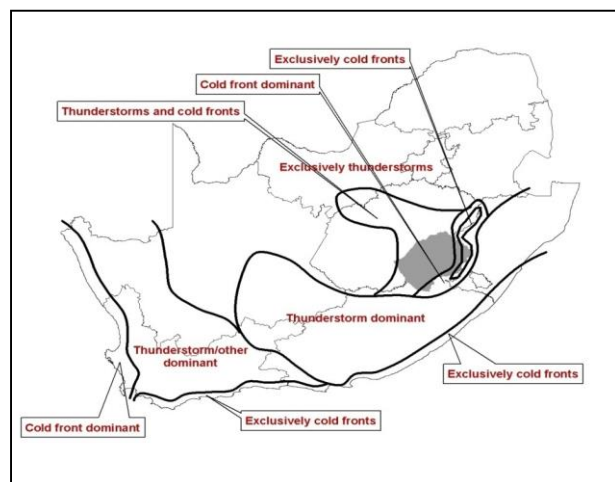 Exclusively cold fronts
Cold front dominant
Thunderstorms and cold fronts
Exclusively thunderstorms
Thunderstorm dominant
Thunderstorm/other
dominant
Exclusively cold fronts
Exclusively cold fronts
Cold front dominant